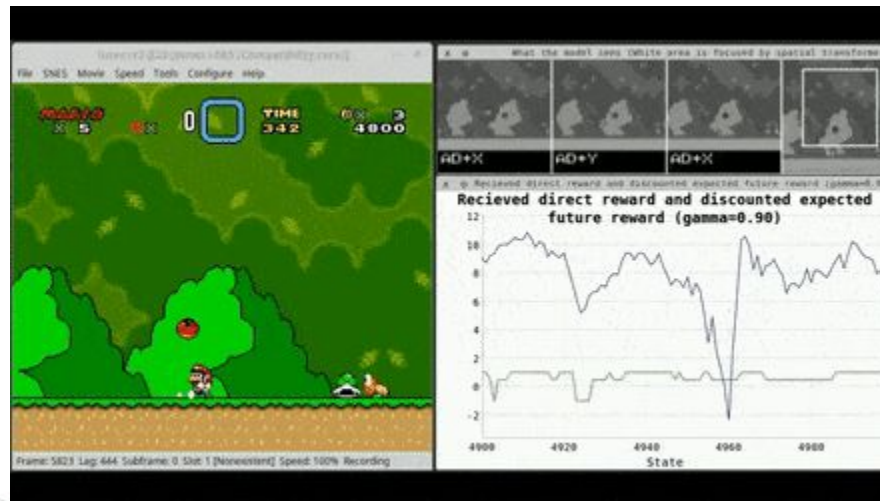 File SNES Movie Speed Tools Configure Help
MARIO
x 5
0
TIME
342
x 3
4800
Frame: 5823 Lag: 444 Subframe: 0 Slot: 1 [Nonexistent] Speed: 100% Recording
What the model sees (White area is focused by spatial transforme
AD+X
AD+Y
AD+X
Recieved direct reward and discounted expected future reward (gamma=0.9
Recieved direct reward and discounted expected
future reward (gamma=0.90)
12
10
8
6
4
2
0
-2
4900
4920
4940
4960
4980
State